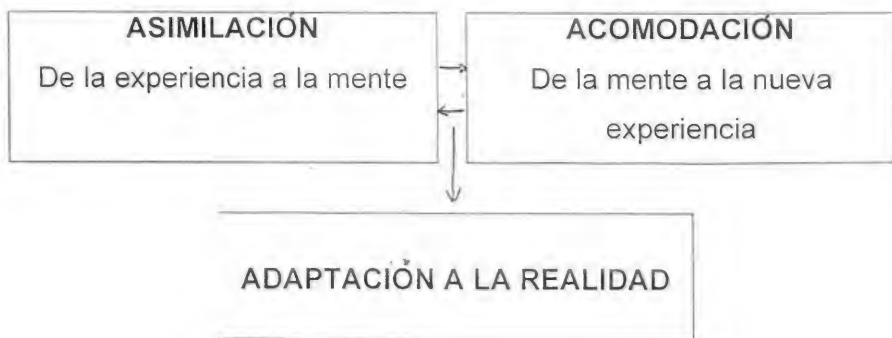 ASIMILACIÓN
De la experiencia a la mente
ACOMODACIÓN
De la mente a la nueva
experiencia
ADAPTACIÓN A LA REALIDAD